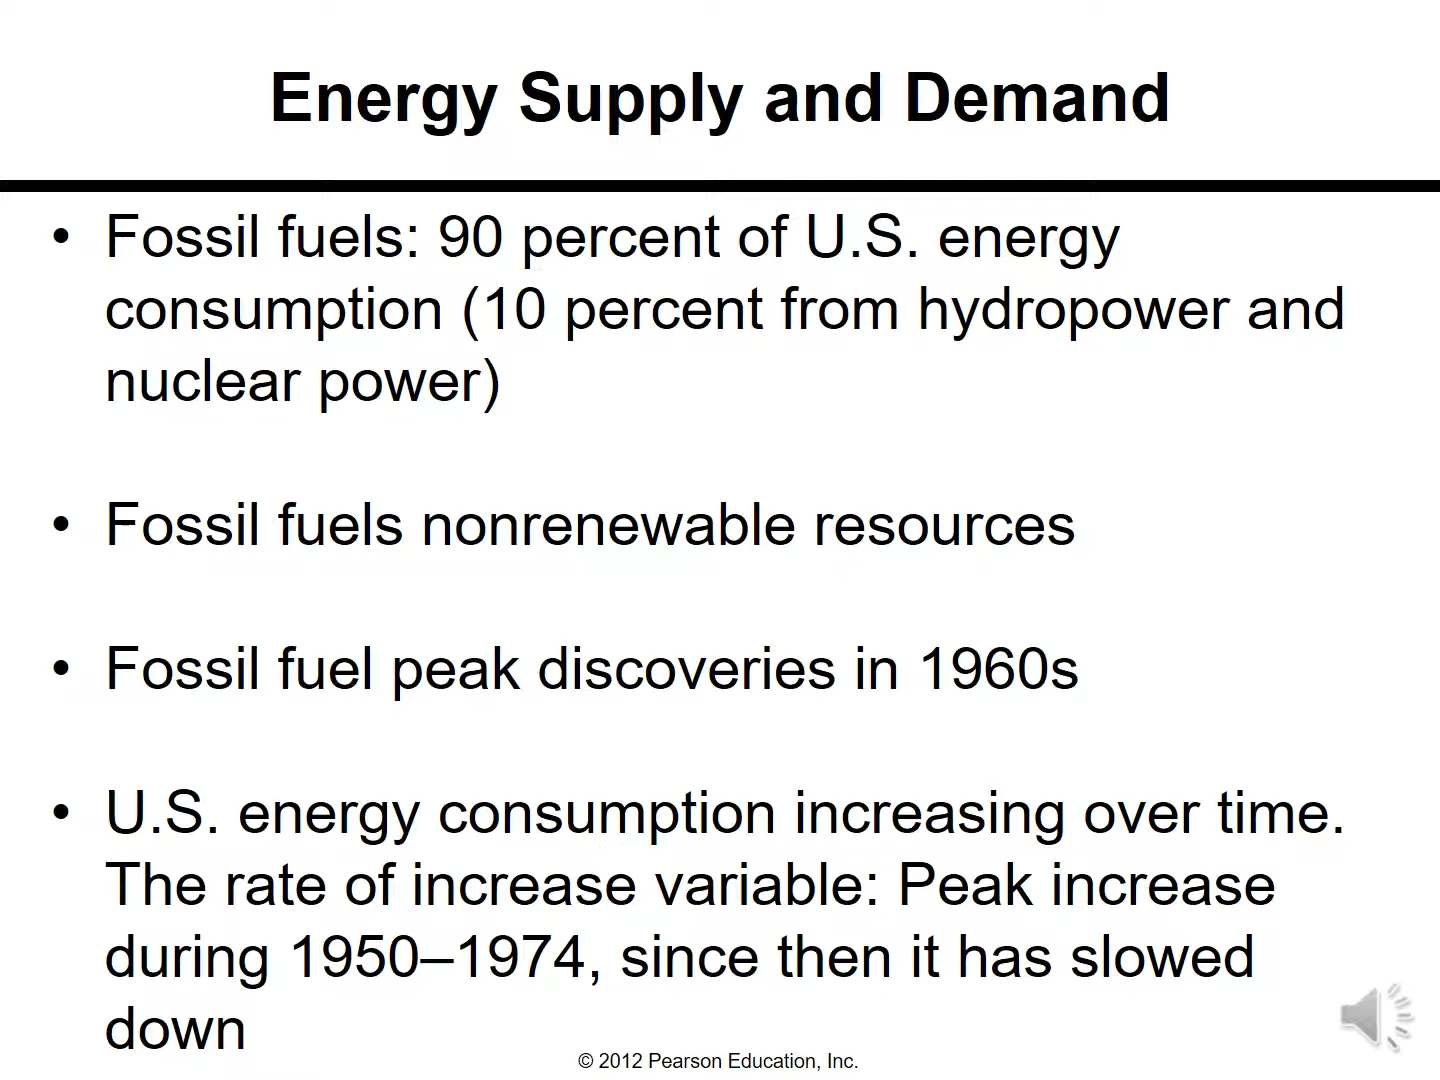 Energy Supply and Demand
• Fossil fuels: 90 percent of U.S. energy
consumption (10 percent from hydropower and
nuclear power)
• Fossil fuels nonrenewable resources
• Fossil fuel peak discoveries in 1960s
• U.S. energy consumption increasing over time.
The rate of increase variable: Peak increase
during 1950–1974, since then it has slowed
down
© 2012 Pearson Education, Inc.